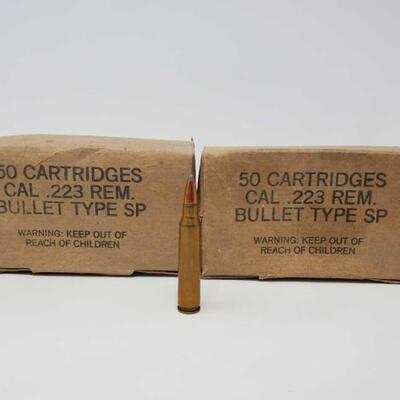 50 CARTRIDGES
CAL .223 REM.
BULLET TYPE SP
WARNING: KEEP OUT OF
REACH OF CHILDREN
50 CARTRIDGES
CAL .223 REM.
BULLET TYPE SP
WARNING: KEEP OUT OF
REACH OF CHILDREN